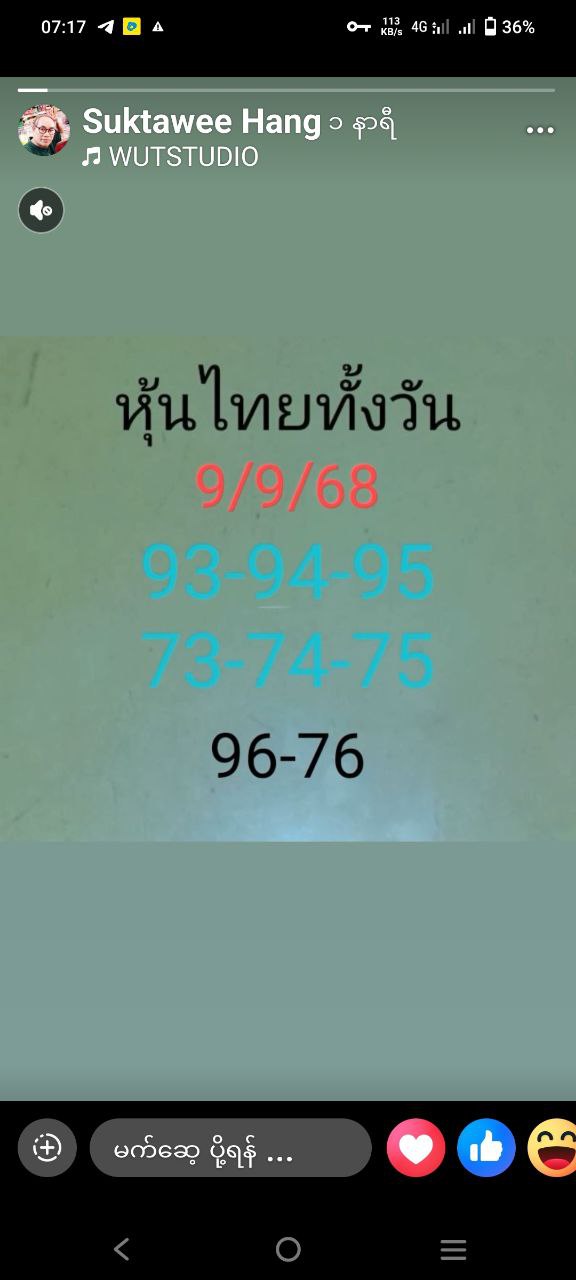 07:17 113 KB/s 4G 36%
Suktawee Hang ၁ နာရီ
WUTSTUDIO
หุ้นไทยทั้งวัน
9/9/68
93-94-95
73-74-75
96-76
မက်ဆေ့ ပို့ရန် ...